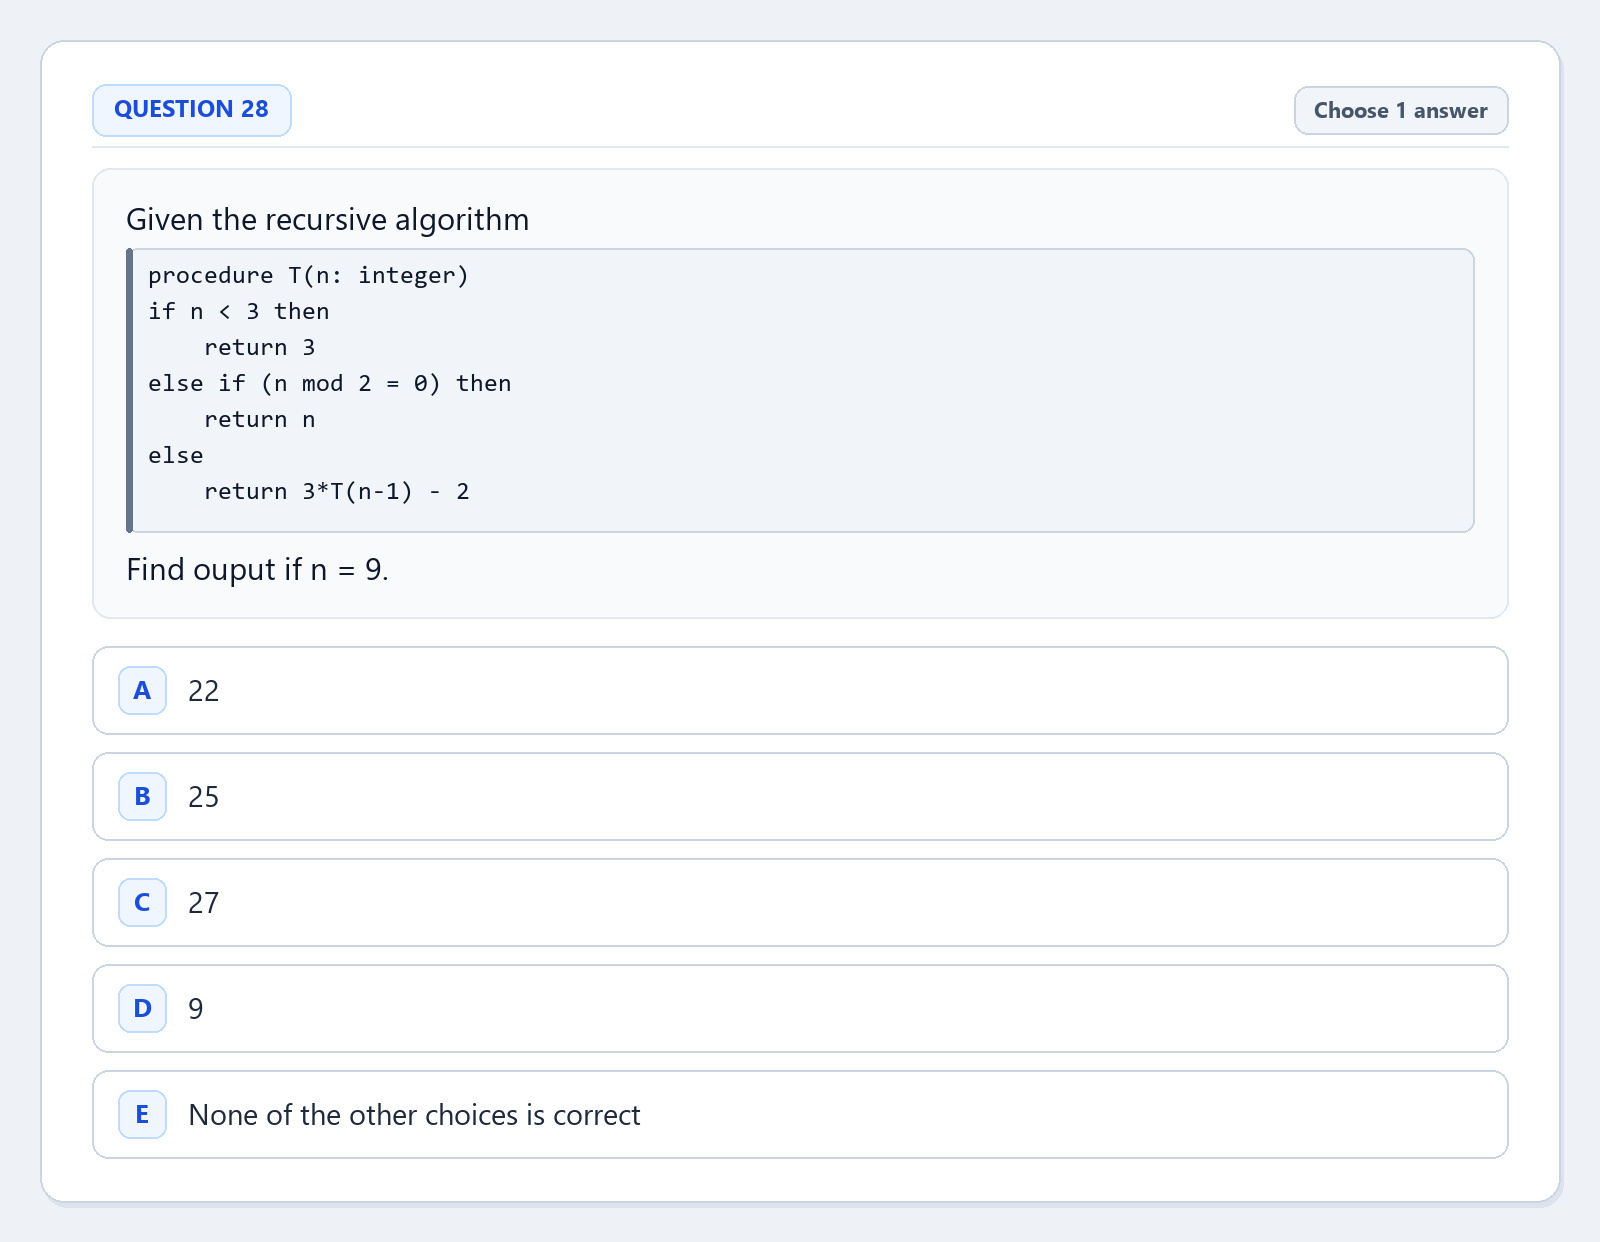 QUESTION 28
Choose 1 answer
Given the recursive algorithm
procedure T(n: integer)
if n < 3 then
    return 3
else if (n mod 2 = 0) then
    return n
else
    return 3*T(n-1) - 2
Find ouput if n = 9.
A 22
B 25
C 27
D 9
E None of the other choices is correct